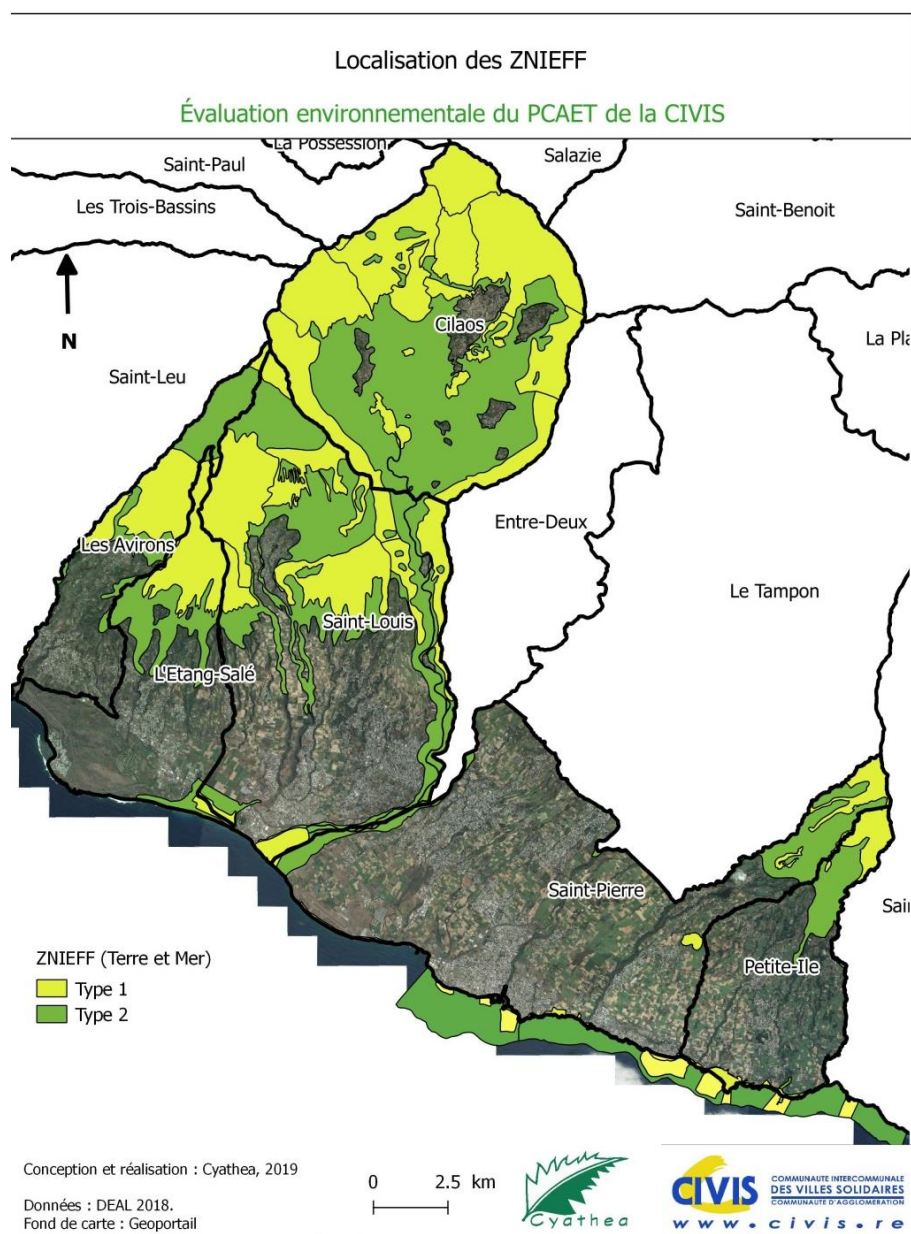 Localisation des ZNIEFF
Évaluation environnementale du PCAET de la CIVIS
La Possession
Saint-Paul
Salazie
Les Trois-Bassins
Saint-Benoit
N
Cilaos
La Pla
Saint-Leu
Entre-Deux
Les Avirons
Le Tampon
Saint-Louis
L'Etang-Salé
Saint-Pierre
Sain
Petite-Ile
ZNIEFF (Terre et Mer)
Type 1
Type 2
Conception et réalisation : Cyathea, 2019
Données : DEAL 2018.
Fond de carte : Geoportail
0 2.5 km
Cyathea
CIVIS
COMMUNAUTE INTERCOMMUNALE
DES VILLES SOLIDAIRES
COMMUNAUTE D'AGGLOMERATION
www.civis.re